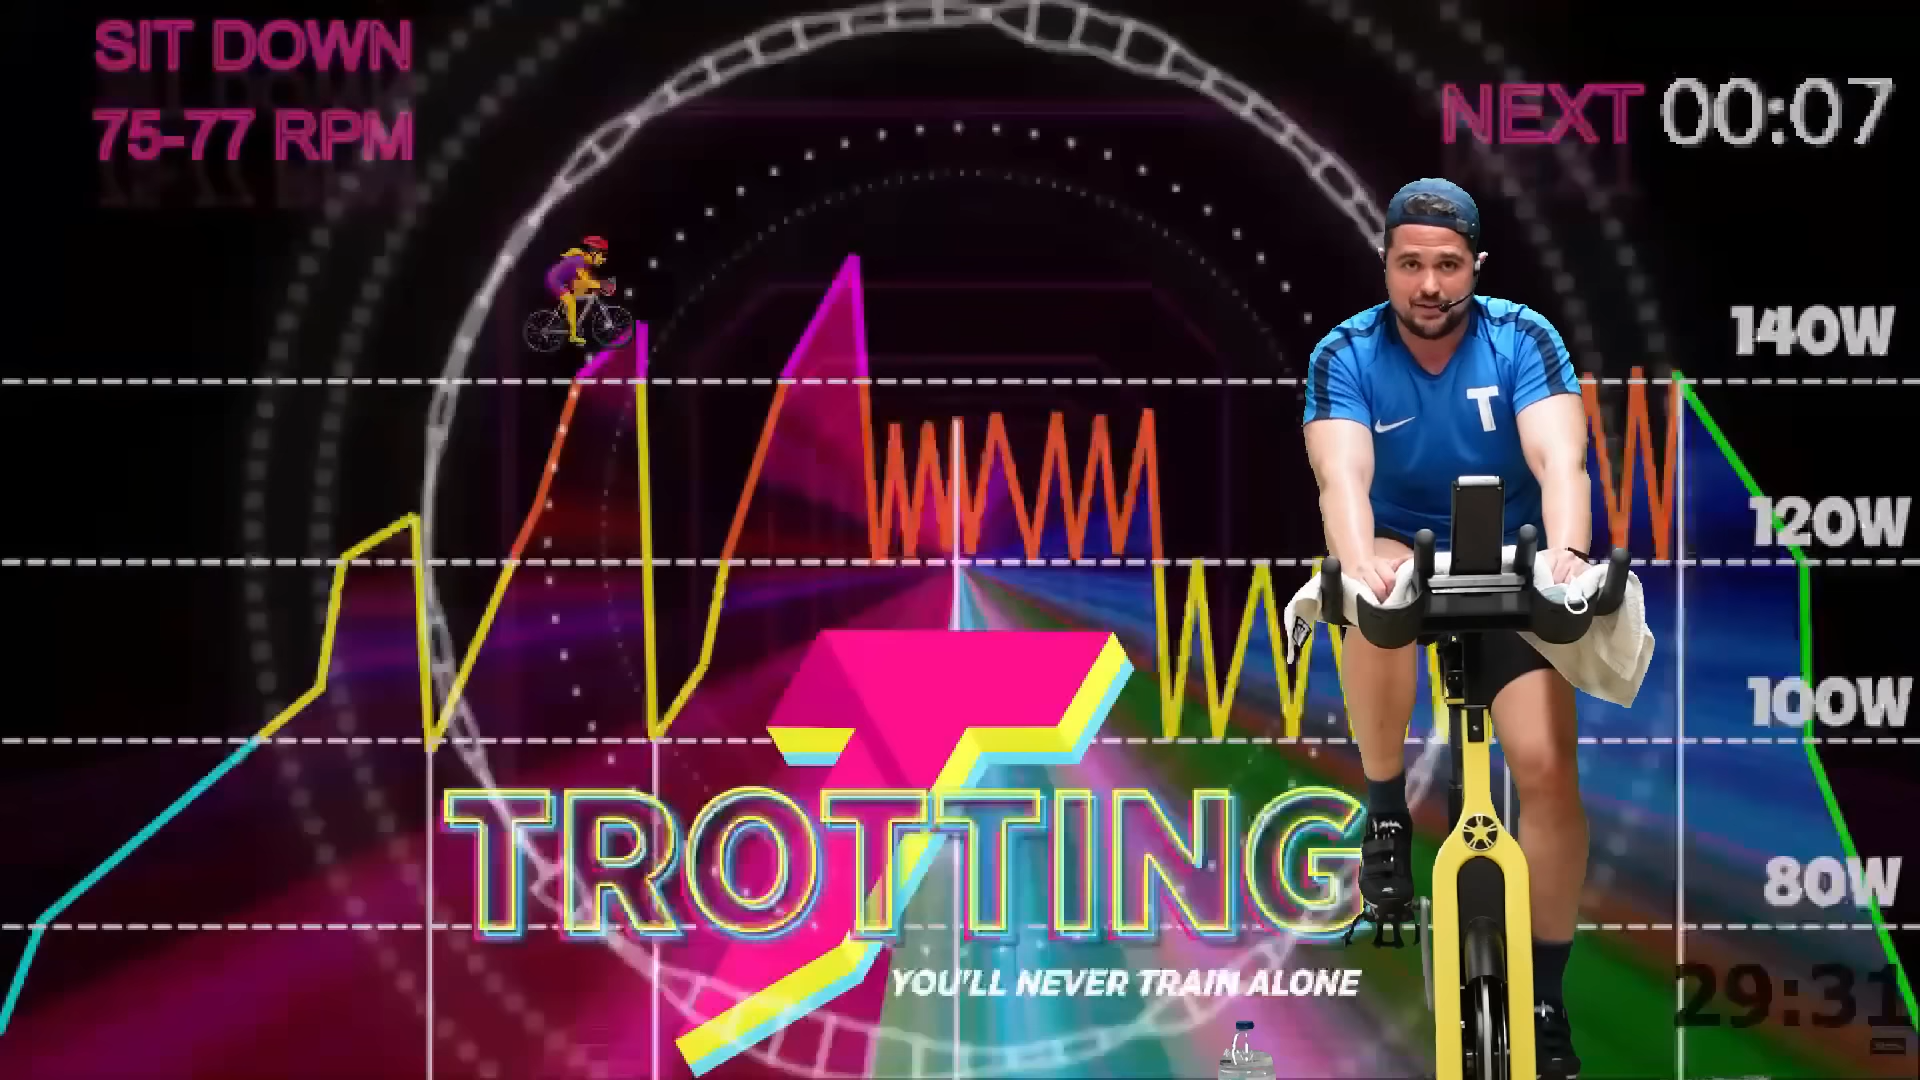 SIT DOWN
75-77 RPM
NEXT 00:07
140W
120W
100W
80W
T
TROTTING
YOU'LL NEVER TRAIN ALONE
29:31